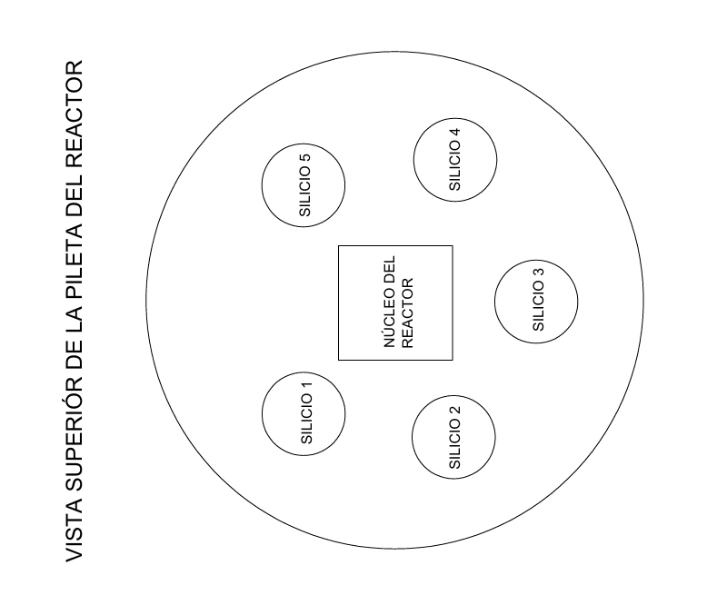 VISTA SUPERIÓR DE LA PILETA DEL REACTOR
SILICIO 1
SILICIO 5
NÚCLEO DEL
REACTOR
SILICIO 2
SILICIO 4
SILICIO 3